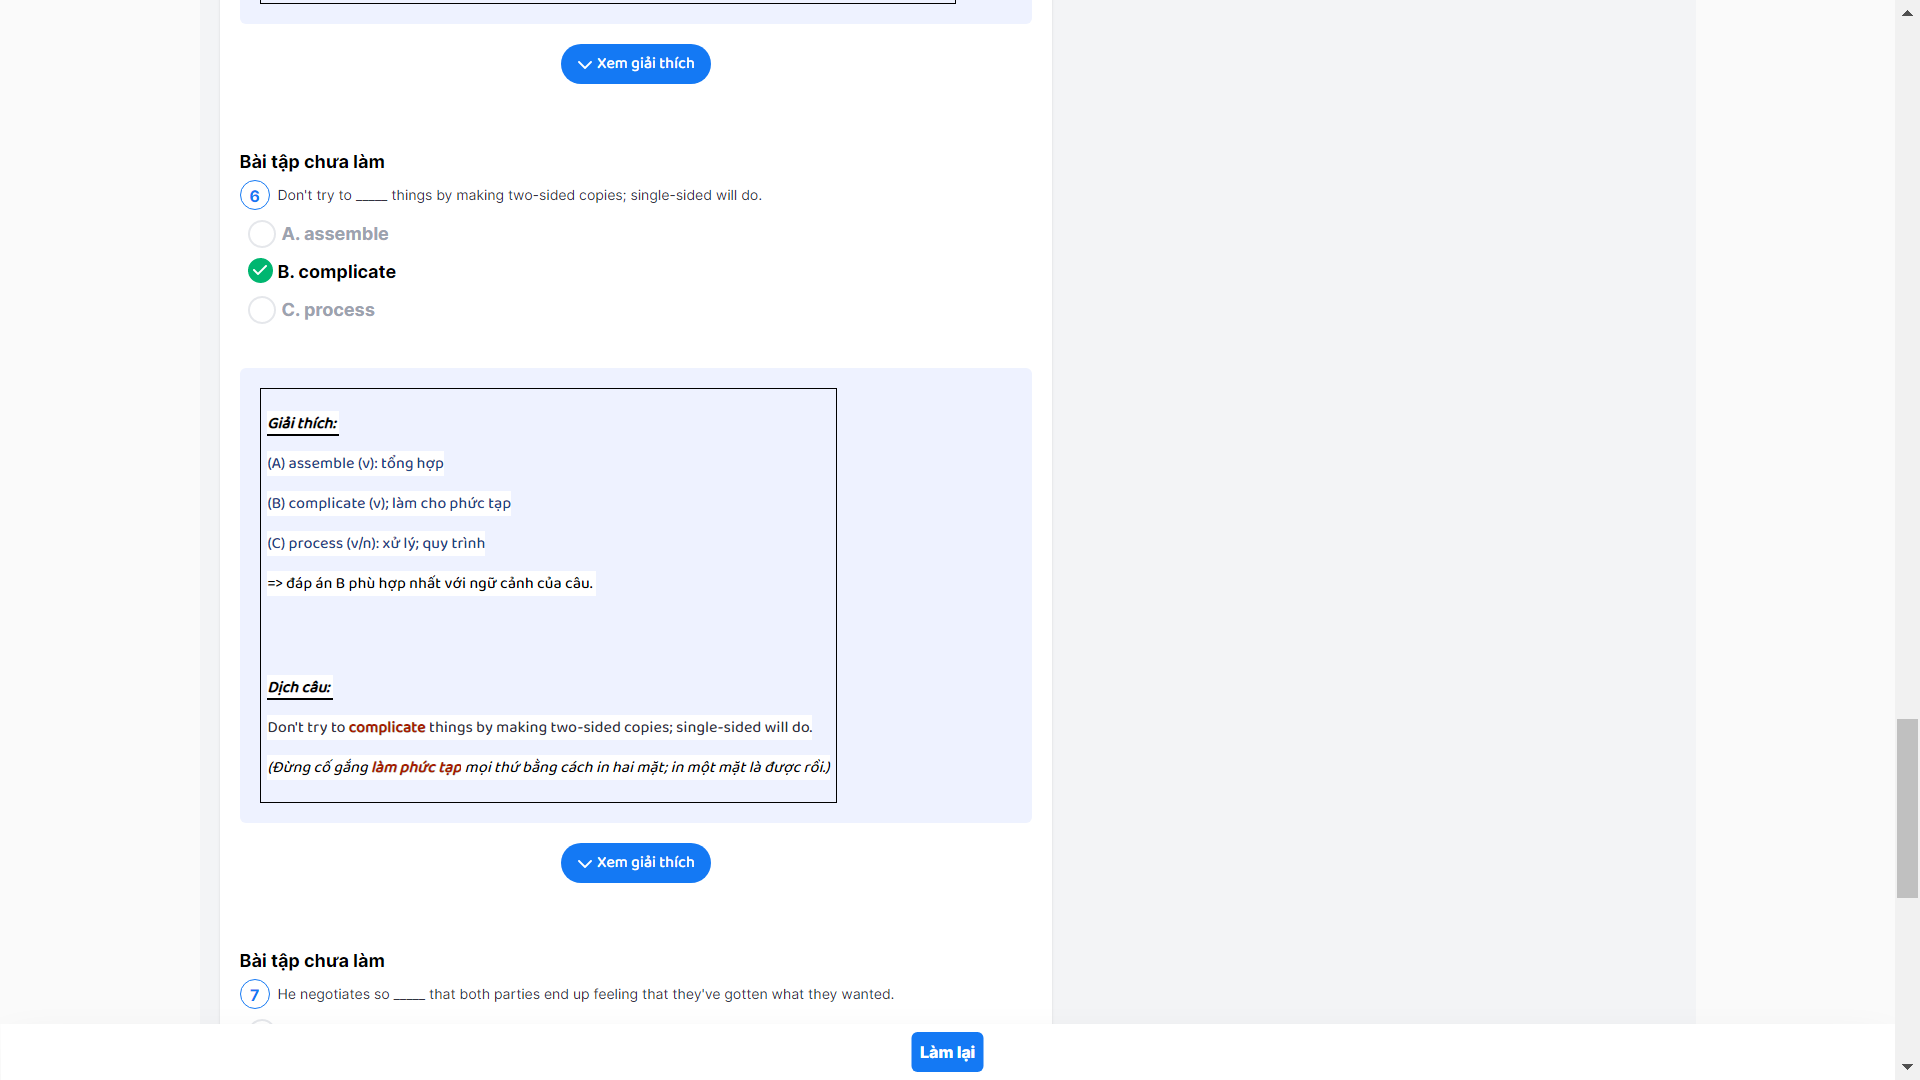 Xem giải thích
Bài tập chưa làm
6 Don't try to _____ things by making two-sided copies; single-sided will do.
A. assemble
B. complicate
C. process
Giải thích:
(A) assemble (v): tổng hợp
(B) complicate (v); làm cho phức tạp
(C) process (v/n): xử lý; quy trình
=> đáp án B phù hợp nhất với ngữ cảnh của câu.
Dịch câu:
Don't try to complicate things by making two-sided copies; single-sided will do.
(Đừng cố gắng làm phức tạp mọi thứ bằng cách in hai mặt; in một mặt là được rồi.)
Xem giải thích
Bài tập chưa làm
7 He negotiates so _____ that both parties end up feeling that they've gotten what they wanted.
Làm lại